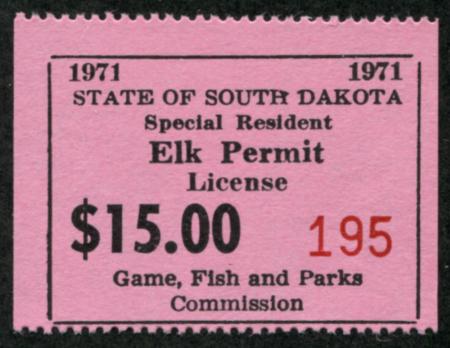 1971 1971
STATE OF SOUTH DAKOTA
Special Resident
Elk Permit
License
$15.00 195
Game, Fish and Parks
Commission